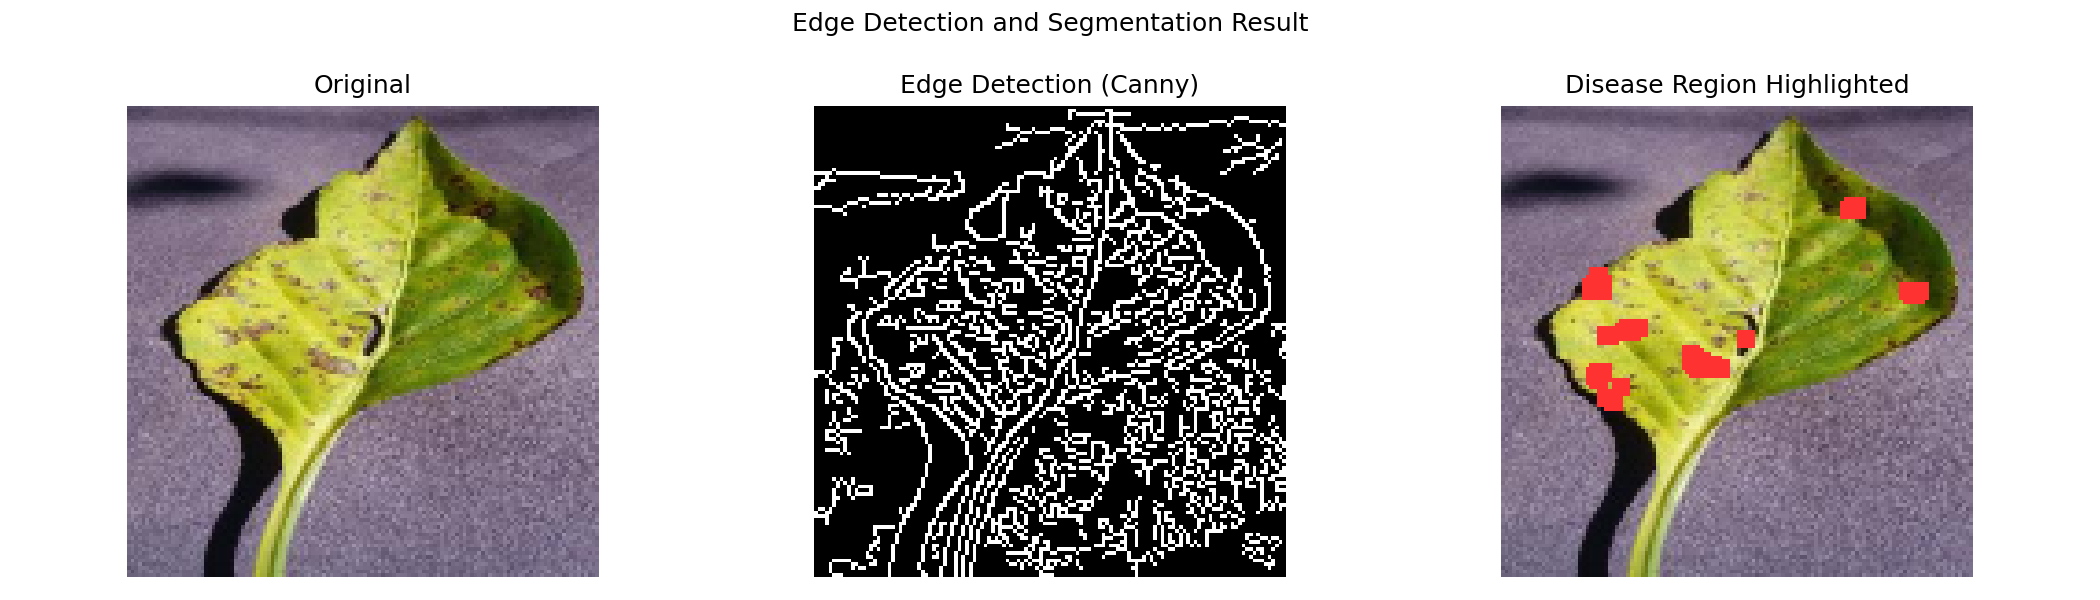 Edge Detection and Segmentation Result
Original
Edge Detection (Canny)
Disease Region Highlighted